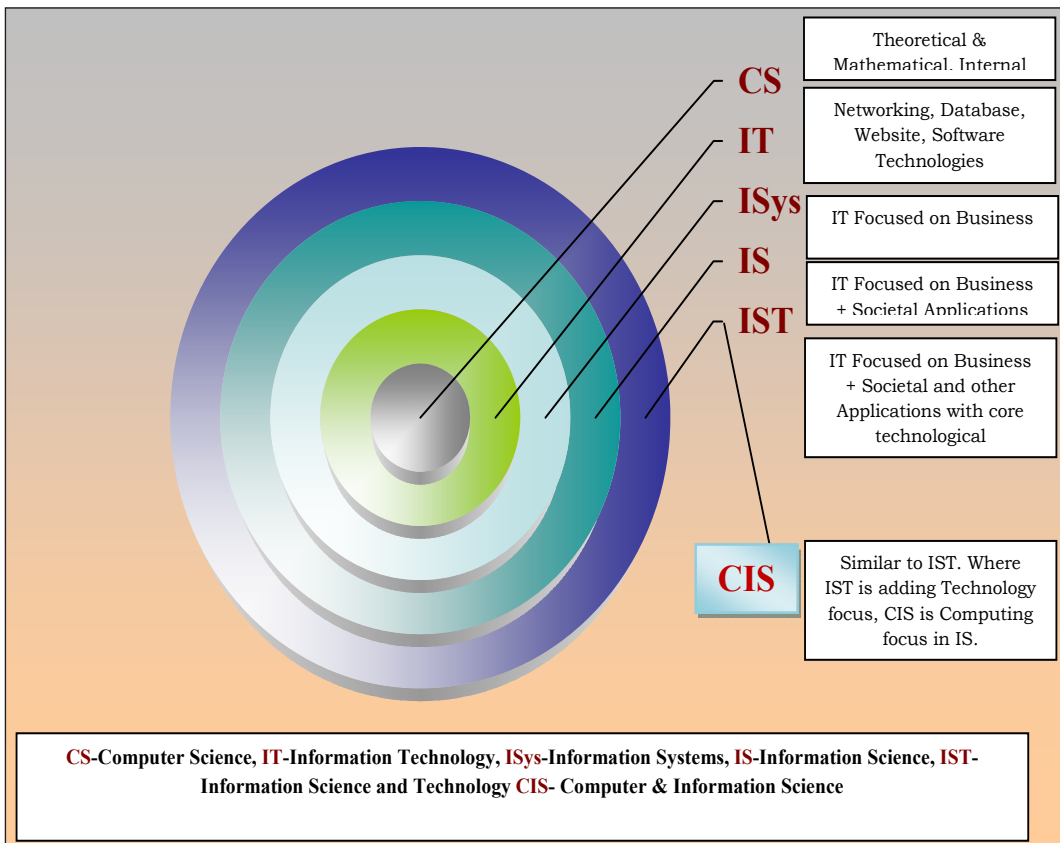 CS
Theoretical &
Mathematical, Internal
IT
Networking, Database,
Website, Software
Technologies
ISys
IT Focused on Business
IS
IT Focused on Business
+ Societal Applications
IST
IT Focused on Business
+ Societal and other
Applications with core
technological
CIS
Similar to IST. Where
IST is adding Technology
focus, CIS is Computing
focus in IS.
CS-Computer Science, IT-Information Technology, ISys-Information Systems, IS-Information Science, IST-
Information Science and Technology CIS- Computer & Information Science